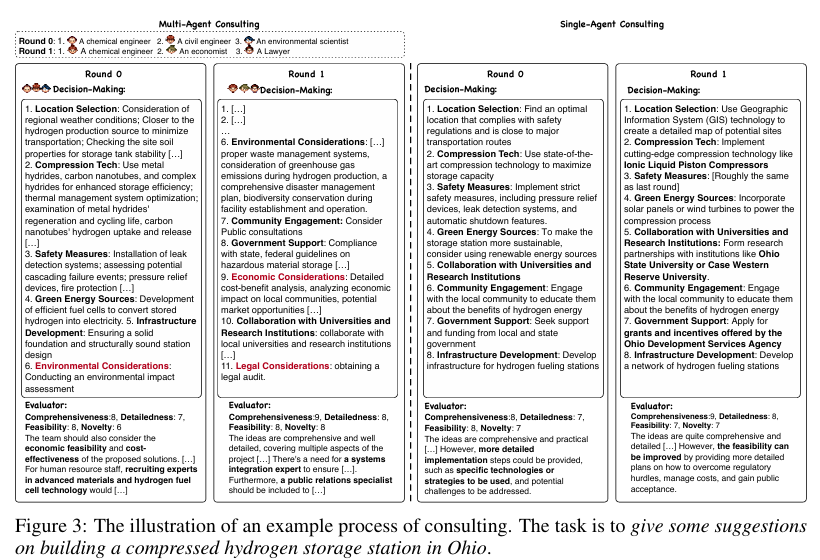 Multi-Agent Consulting
Single-Agent Consulting
Round 0: 1. A chemical engineer 2. A civil engineer 3. An environmental scientist
Round 1: 1. A chemical engineer 2. An economist 3. A Lawyer
Round 0
Decision-Making:
1. Location Selection: Consideration of
regional weather conditions; Closer to the
hydrogen production source to minimize
transportation; Checking the site soil
properties for storage tank stability [...]
2. Compression Tech: Use metal
hydrides, carbon nanotubes, and complex
hydrides for enhanced storage efficiency;
thermal management system optimization;
examination of metal hydrides'
regeneration and cycling life, carbon
nanotubes' hydrogen uptake and release
[...]
3. Safety Measures: Installation of leak
detection systems; assessing potential
cascading failure events; pressure relief
devices, fire protection [...]
4. Green Energy Sources: Development
of efficient fuel cells to convert stored
hydrogen into electricity. 5. Infrastructure
Development: Ensuring a solid
foundation and structurally sound station
design
6. Environmental Considerations:
Conducting an environmental impact
assessment
Evaluator:
Comprehensiveness:8, Detailedness: 7,
Feasibility: 8, Novelty: 6
The team should also consider the
economic feasibility and cost-
effectiveness of the proposed solutions. [...]
For human resource staff, recruiting experts
in advanced materials and hydrogen fuel
cell technology would [...]
Round 1
Decision-Making:
1. [...]
2. [...]
...
6. Environmental Considerations: [...]
proper waste management systems,
consideration of greenhouse gas
emissions during hydrogen production, a
comprehensive disaster management
plan, biodiversity conservation during
facility establishment and operation.
7. Community Engagement: Consider
Public consultations
8. Government Support: Compliance
with state, federal guidelines on
hazardous material storage [...]
9. Economic Considerations: Detailed
cost-benefit analysis, analyzing economic
impact on local communities, potential
market opportunities [...]
10. Collaboration with Universities and
Research Institutions: collaborate with
local universities and research institutions
[...]
11. Legal Considerations: obtaining a
legal audit.
Evaluator:
Comprehensiveness:9, Detailedness: 8,
Feasibility: 8, Novelty: 8
The ideas are comprehensive and well
detailed, covering multiple aspects of the
project [...] There's a need for a systems
integration expert to ensure [...].
Furthermore, a public relations specialist
should be included to [...]
Round 0
Decision-Making:
1. Location Selection: Find an optimal
location that complies with safety
regulations and is close to major
transportation routes
2. Compression Tech: Use state-of-the-
art compression technology to maximize
storage capacity
3. Safety Measures: Implement strict
safety measures, including pressure relief
devices, leak detection systems, and
automatic shutdown features.
4. Green Energy Sources: To make the
storage station more sustainable,
consider using renewable energy sources
5. Collaboration with Universities and
Research Institutions
6. Community Engagement: Engage
with the local community to educate them
about the benefits of hydrogen energy
7. Government Support: Seek support
and funding from local and state
government
8. Infrastructure Development: Develop
infrastructure for hydrogen fueling stations
Evaluator:
Comprehensiveness: 8, Detailedness: 7,
Feasibility: 8, Novelty: 7
The ideas are comprehensive and practical
[...] However, more detailed
implementation steps could be provided,
such as specific technologies or
strategies to be used, and potential
challenges to be addressed.
Round 1
Decision-Making:
1. Location Selection: Use Geographic
Information System (GIS) technology to
create a detailed map of potential sites
2. Compression Tech: Implement
cutting-edge compression technology like
Ionic Liquid Piston Compressors
3. Safety Measures: [Roughly the same
as last round]
4. Green Energy Sources: Incorporate
solar panels or wind turbines to power the
compression process
5. Collaboration with Universities and
Research Institutions: Form research
partnerships with institutions like Ohio
State University or Case Western
Reserve University.
6. Community Engagement: Engage
with the local community to educate them
about the benefits of hydrogen energy
7. Government Support: Apply for
grants and incentives offered by the
Ohio Development Services Agency
8. Infrastructure Development: Develop
a network of hydrogen fueling stations
Evaluator:
Comprehensiveness:9, Detailedness: 8,
Feasibility: 7, Novelty: 7
The ideas are quite comprehensive and
detailed [...] However, the feasibility can
be improved by providing more detailed
plans on how to overcome regulatory
hurdles, manage costs, and gain public
acceptance.
Figure 3: The illustration of an example process of consulting. The task is to give some suggestions
on building a compressed hydrogen storage station in Ohio.